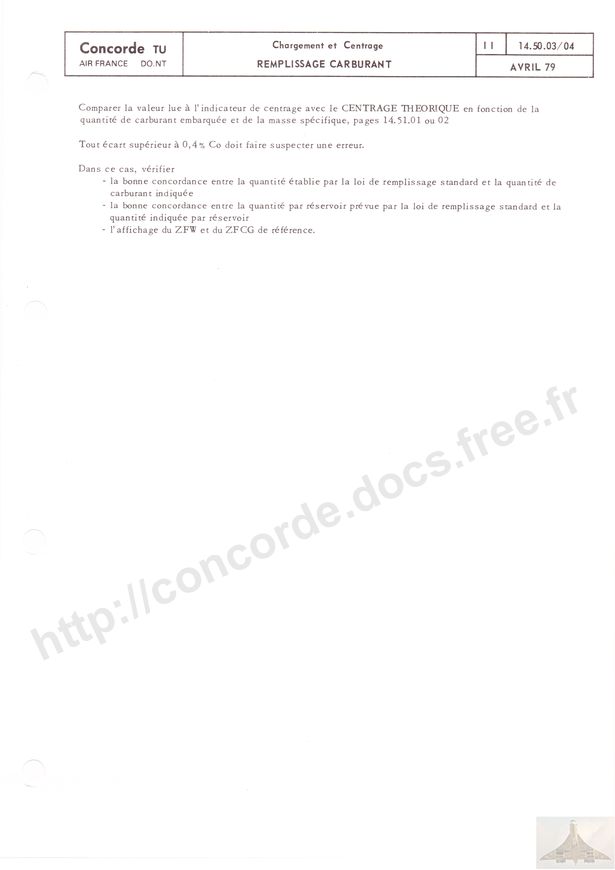 Concorde TU
AIR FRANCE DO.NT
Chargement et Centrage
REMPLISSAGE CARBURANT
11
14.50.03/04
AVRIL 79
Comparer la valeur lue à l'indicateur de centrage avec le CENTRAGE THEORIQUE en fonction de la
quantité de carburant embarquée et de la masse spécifique, pages 14.51.01 ou 02
Tout écart supérieur à 0,4% Co doit faire suspecter une erreur.
Dans ce cas, vérifier
- la bonne concordance entre la quantité établie par la loi de remplissage standard et la quantité de
carburant indiquée
- la bonne concordance entre la quantité par réservoir prévue par la loi de remplissage standard et la
quantité indiquée par réservoir
- l'affichage du ZFW et du ZFCG de référence.
http://concorde.docs.free.fr